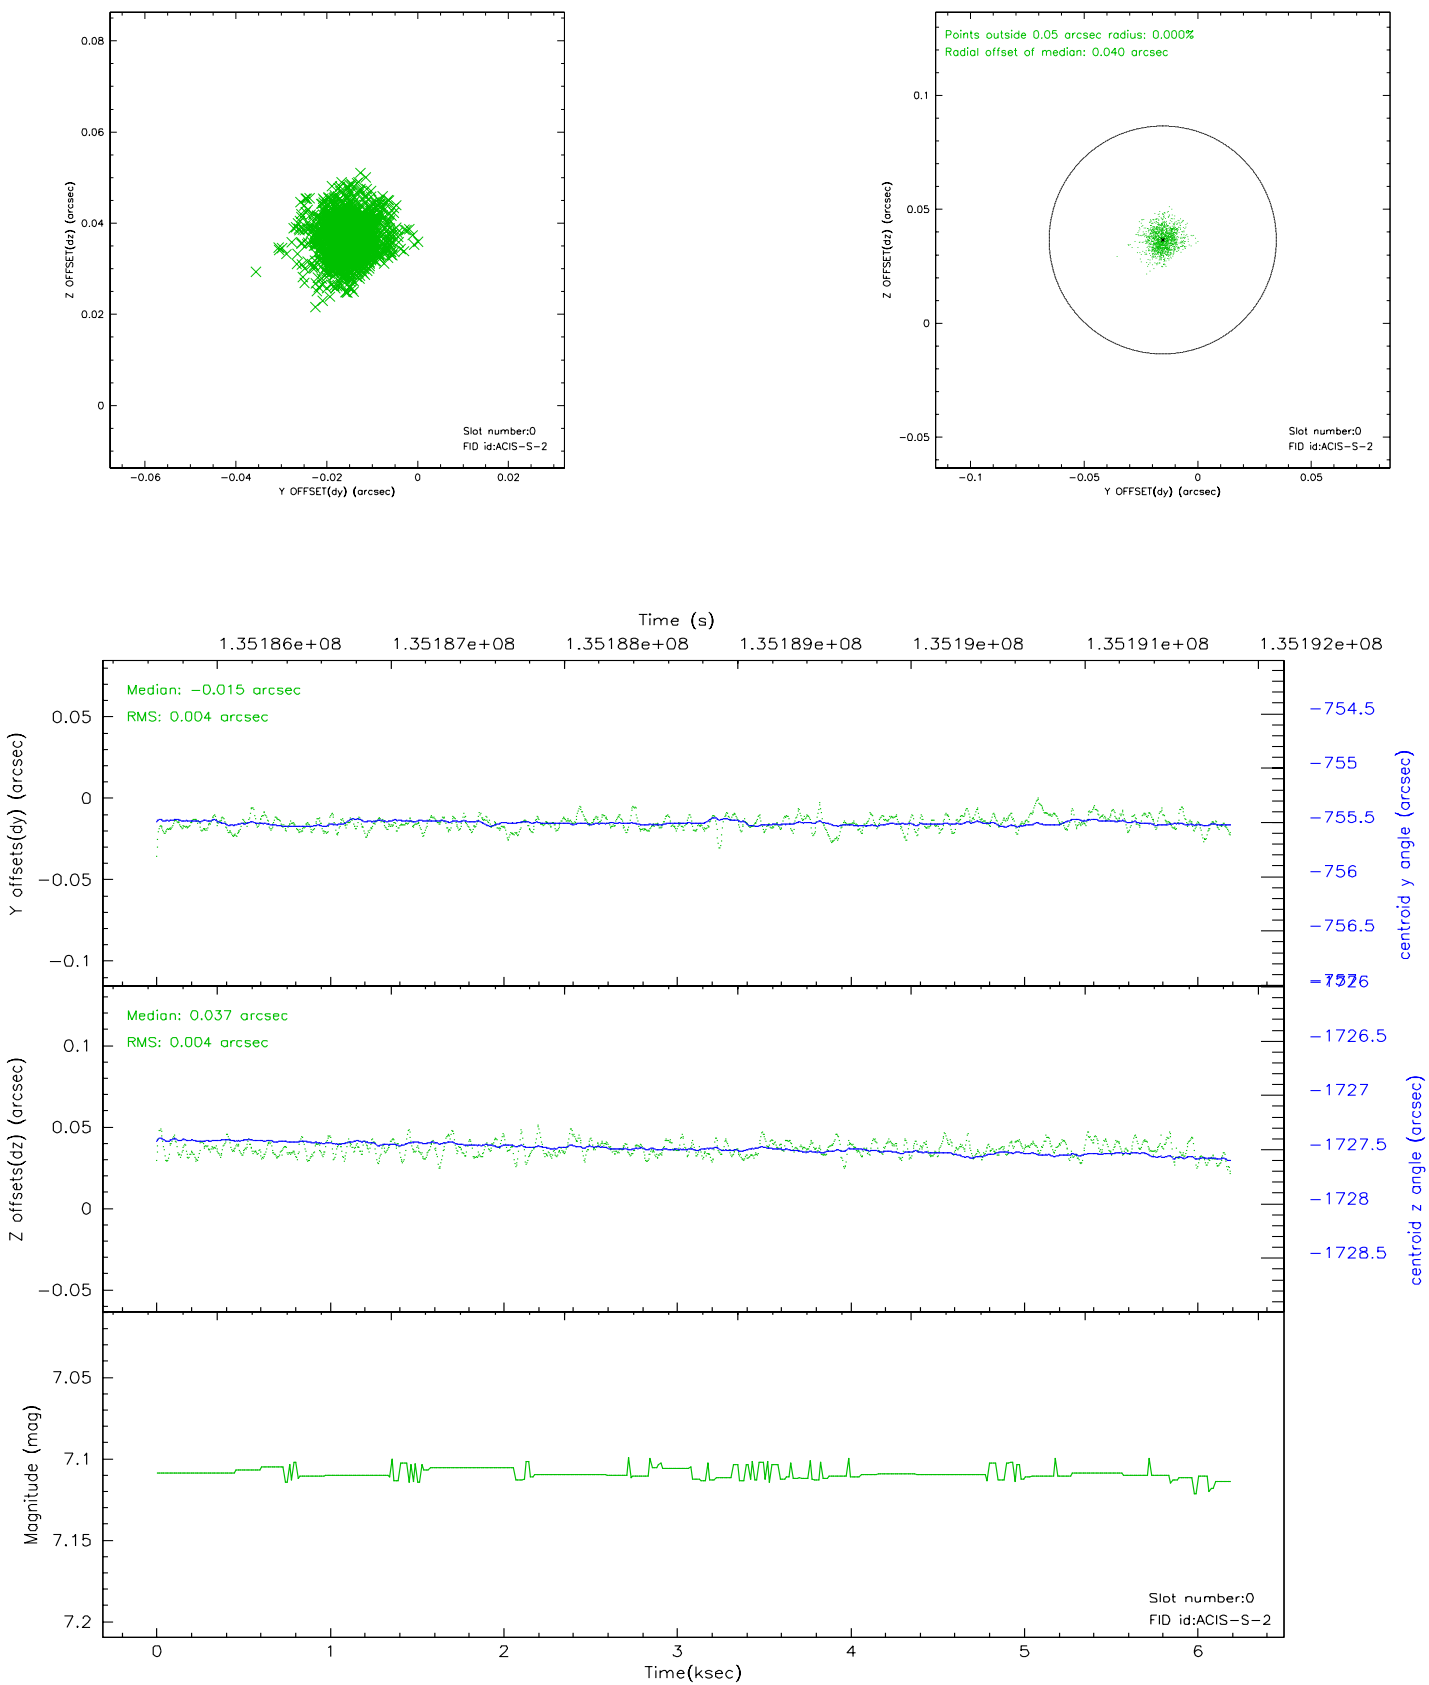 0.08
0.06
0.04
0.02
0
Z OFFSET(dz) (arcsec)
Slot number:0
FID id:ACIS-S-2
-0.06
-0.04
-0.02
0
0.02
Y OFFSET(dy) (arcsec)
Points outside 0.05 arcsec radius: 0.000%
Radial offset of median: 0.040 arcsec
0.1
0.05
0
-0.05
Z OFFSET(dz) (arcsec)
Slot number:0
FID id:ACIS-S-2
-0.1
-0.05
0
0.05
Y OFFSET(dy) (arcsec)
Time (s)
1.35186e+08
1.35187e+08
1.35188e+08
1.35189e+08
1.3519e+08
1.35191e+08
1.35192e+08
Median: -0.015 arcsec
RMS: 0.004 arcsec
0.05
0
-0.05
-0.1
Y offsets(dy) (arcsec)
-754.5
-755
-755.5
-756
-756.5
-757
centroid y angle (arcsec)
Median: 0.037 arcsec
RMS: 0.004 arcsec
0.1
0.05
0
-0.05
Z offsets(dz) (arcsec)
-1726
-1726.5
-1727
-1727.5
-1728
-1728.5
centroid z angle (arcsec)
7.05
7.1
7.15
7.2
Magnitude (mag)
Slot number:0
FID id:ACIS-S-2
0
1
2
3
4
5
6
Time(ksec)